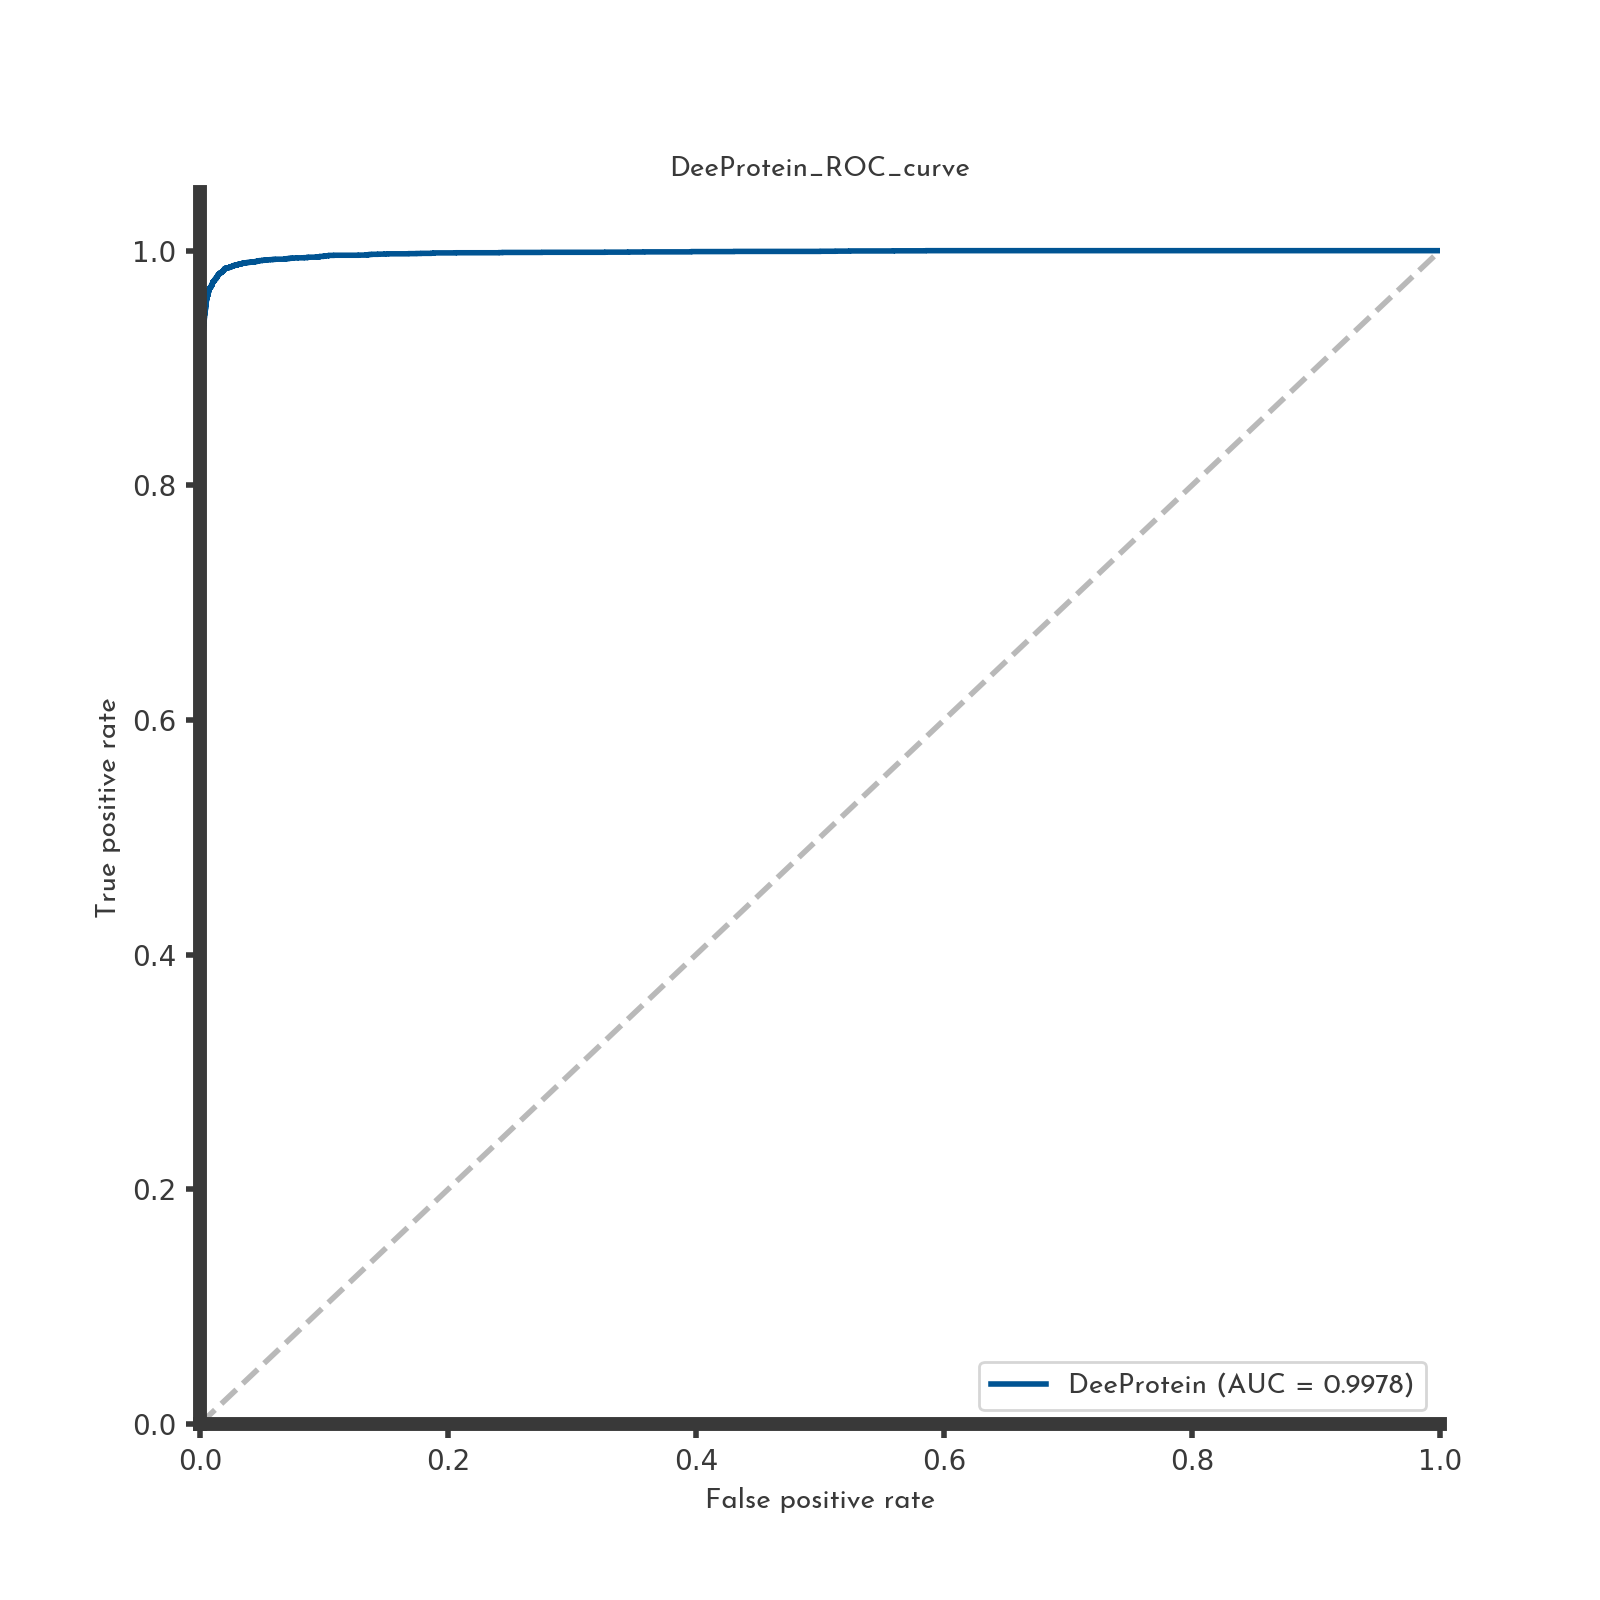 DeeProtein_ROC_curve
1.0
0.8
0.6
0.4
0.2
0.0
True positive rate
DeeProtein (AUC = 0.9978)
0.0 0.2 0.4 0.6 0.8 1.0
False positive rate